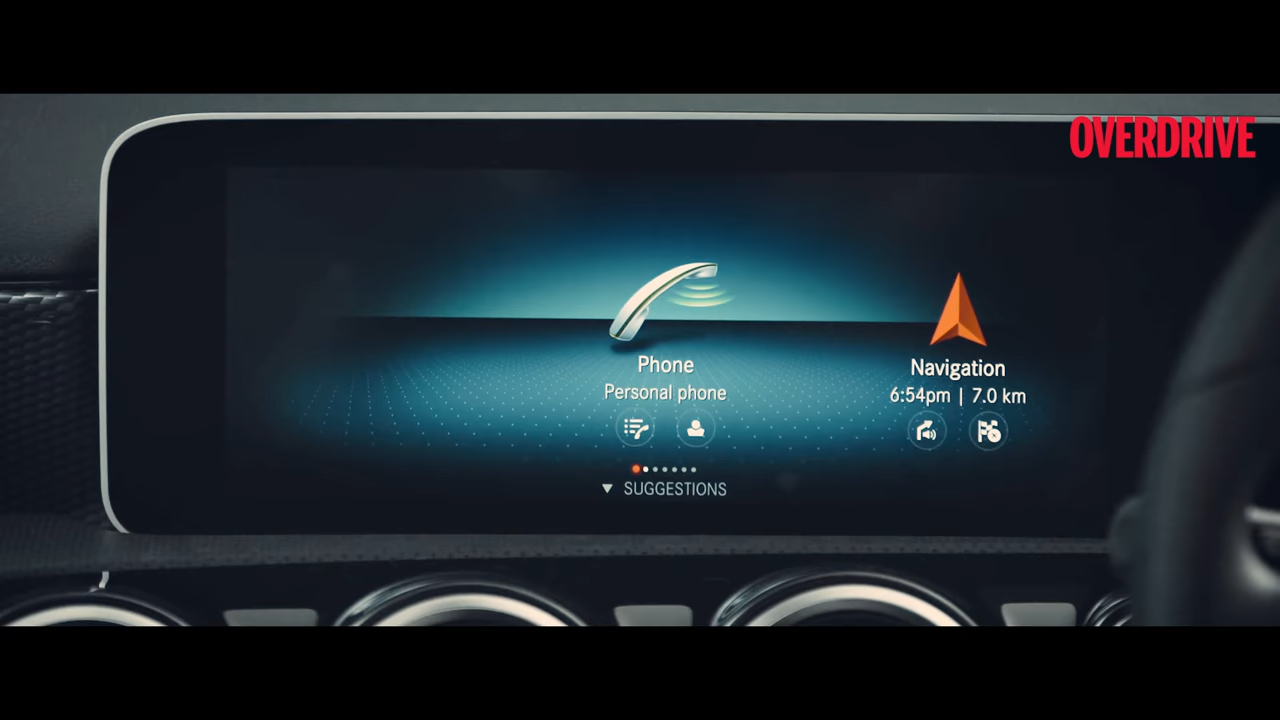 OVERDRIVE
Phone
Personal phone
Navigation
6:54pm | 7.0 km
SUGGESTIONS